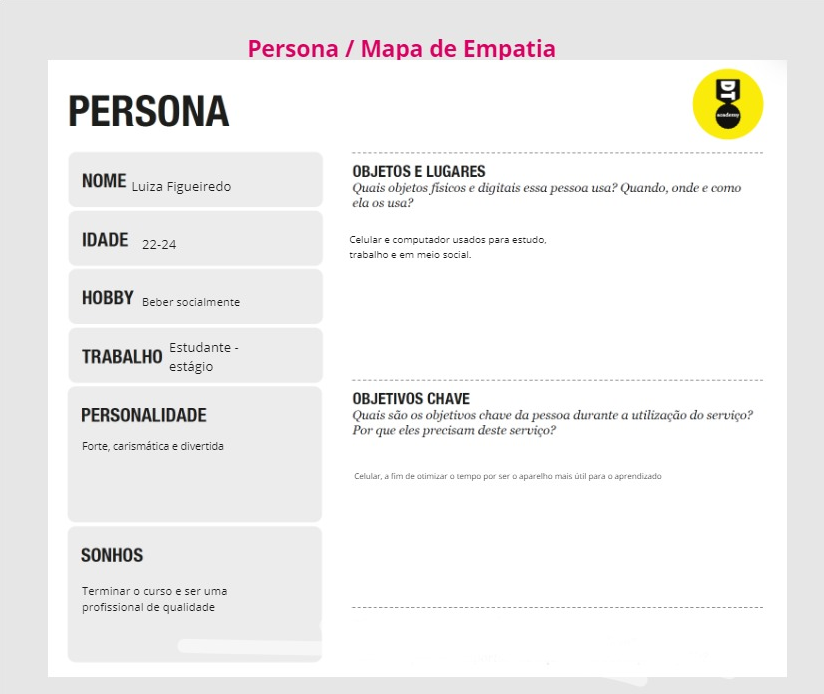 Persona / Mapa de Empatia
PERSONA
DT
academy
NOME Luiza Figueiredo
IDADE 22-24
HOBBY Beber socialmente
TRABALHO Estudante -
estágio
PERSONALIDADE
Forte, carismática e divertida
SONHOS
Terminar o curso e ser uma
profissional de qualidade
OBJETOS E LUGARES
Quais objetos físicos e digitais essa pessoa usa? Quando, onde e como
ela os usa?
Celular e computador usados para estudo,
trabalho e em meio social.
OBJETIVOS CHAVE
Quais são os objetivos chave da pessoa durante a utilização do serviço?
Por que eles precisam deste serviço?
Celular, a fim de otimizar o tempo por ser o aparelho mais útil para o aprendizado